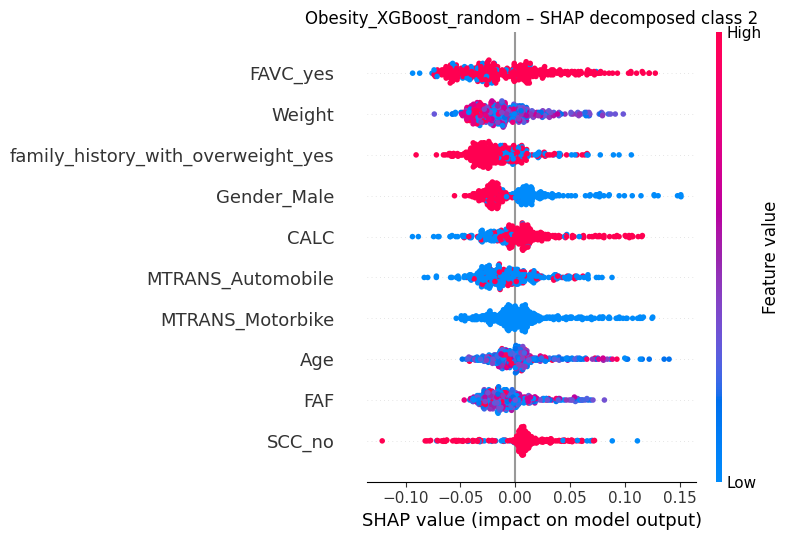 Obesity_XGBoost_random – SHAP decomposed class 2
High
FAVC_yes
Weight
family_history_with_overweight_yes
Gender_Male
CALC
MTRANS_Automobile
MTRANS_Motorbike
Age
FAF
SCC_no
Feature value
Low
−0.10 −0.05 0.00 0.05 0.10 0.15
SHAP value (impact on model output)